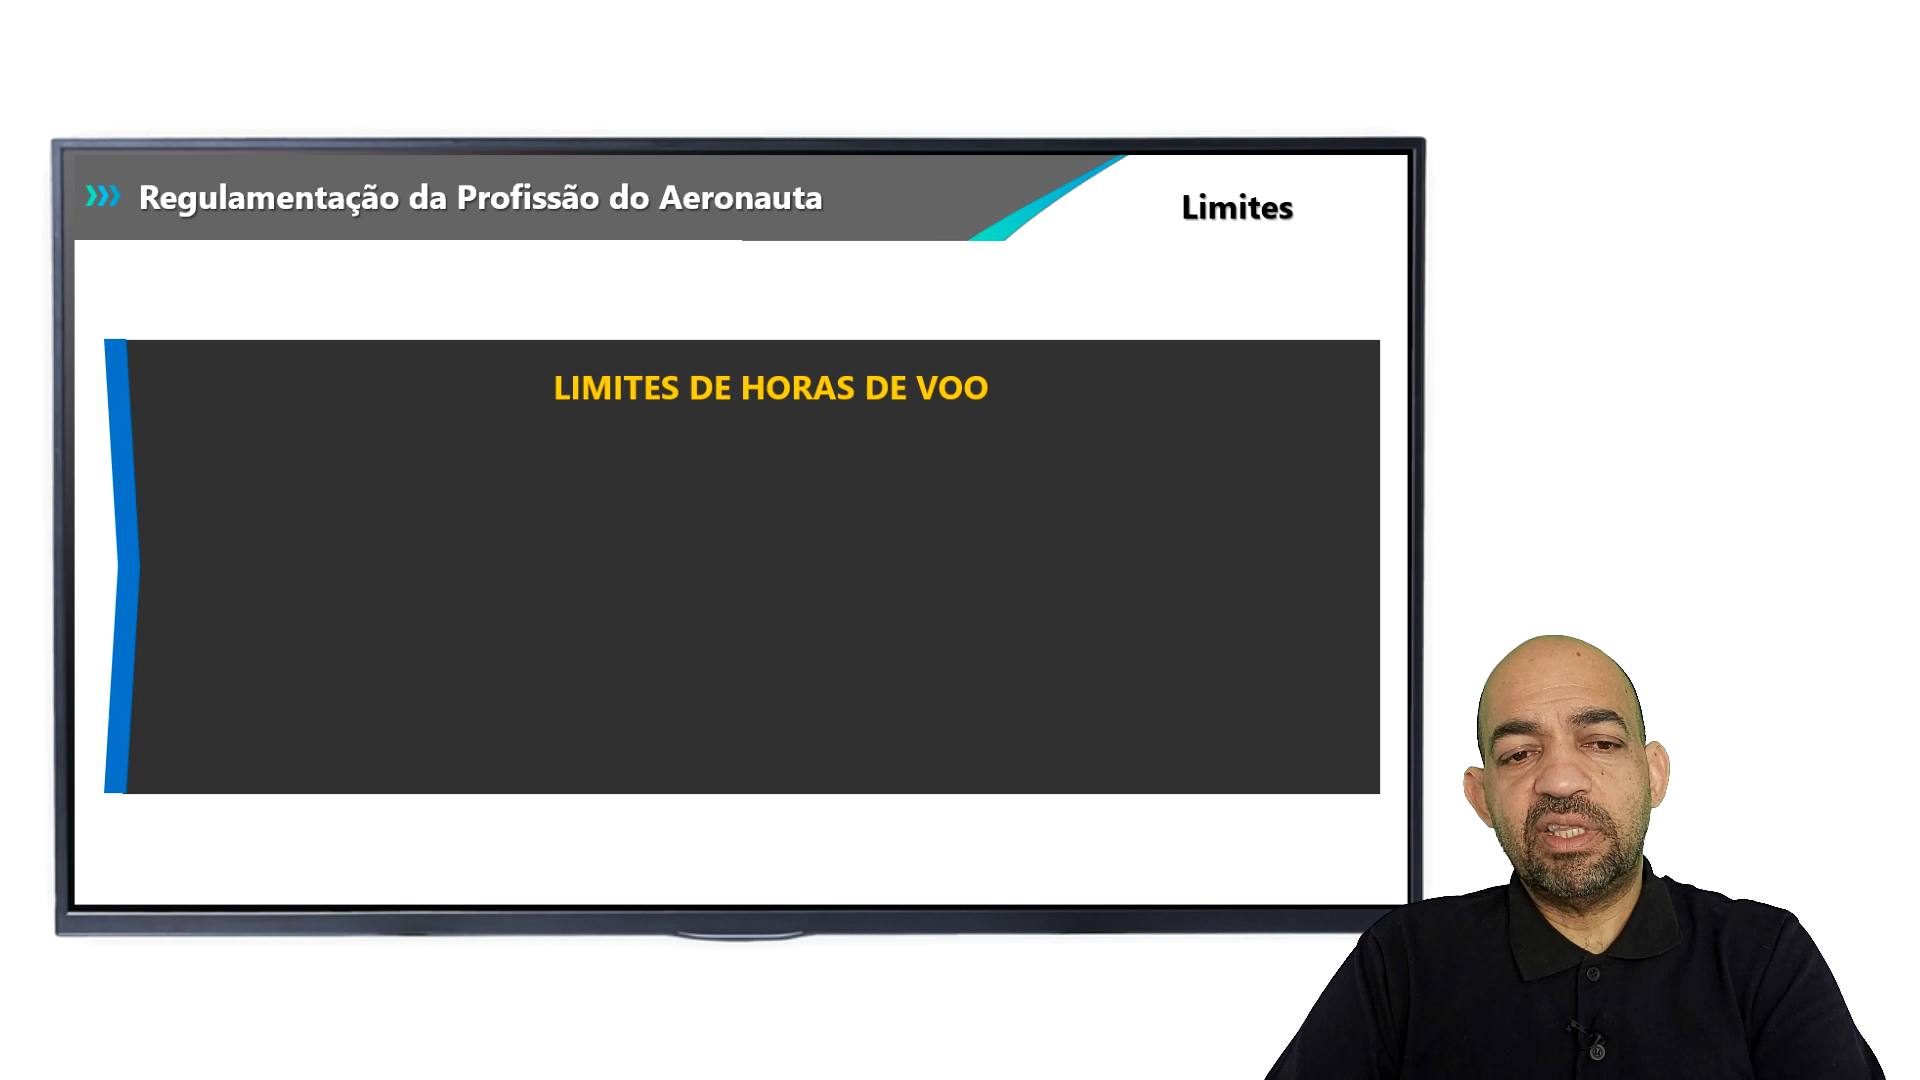 Regulamentação da Profissão do Aeronauta
Limites
LIMITES DE HORAS DE VOO